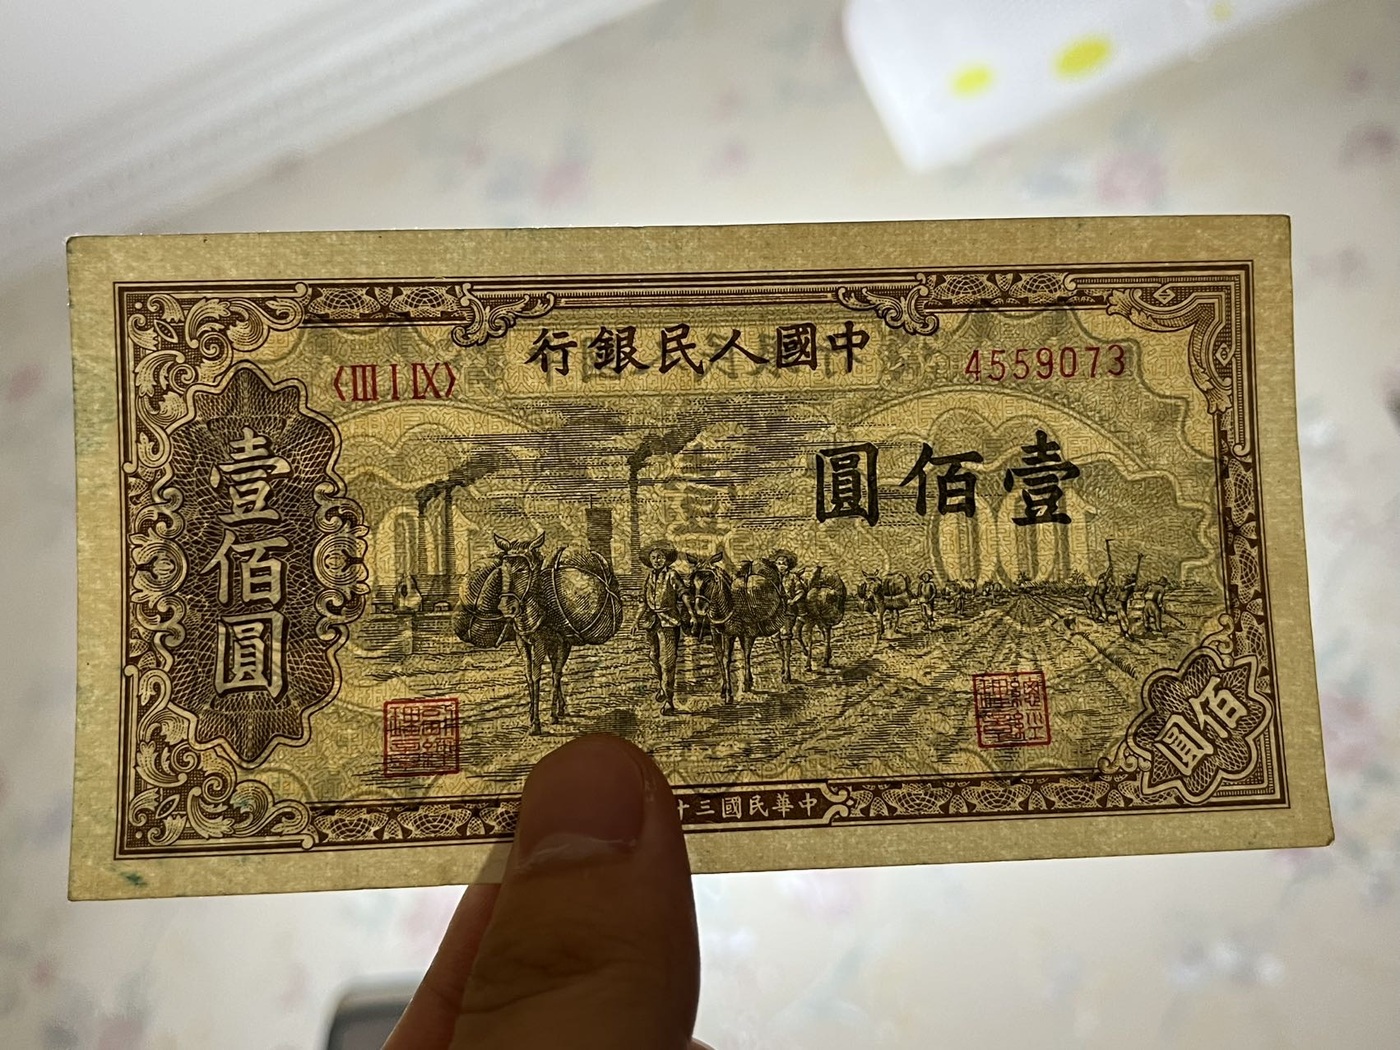 中國人民銀行
〈III I IX〉
4559073
壹佰圓
壹佰圓
佰圓
中華民國三十